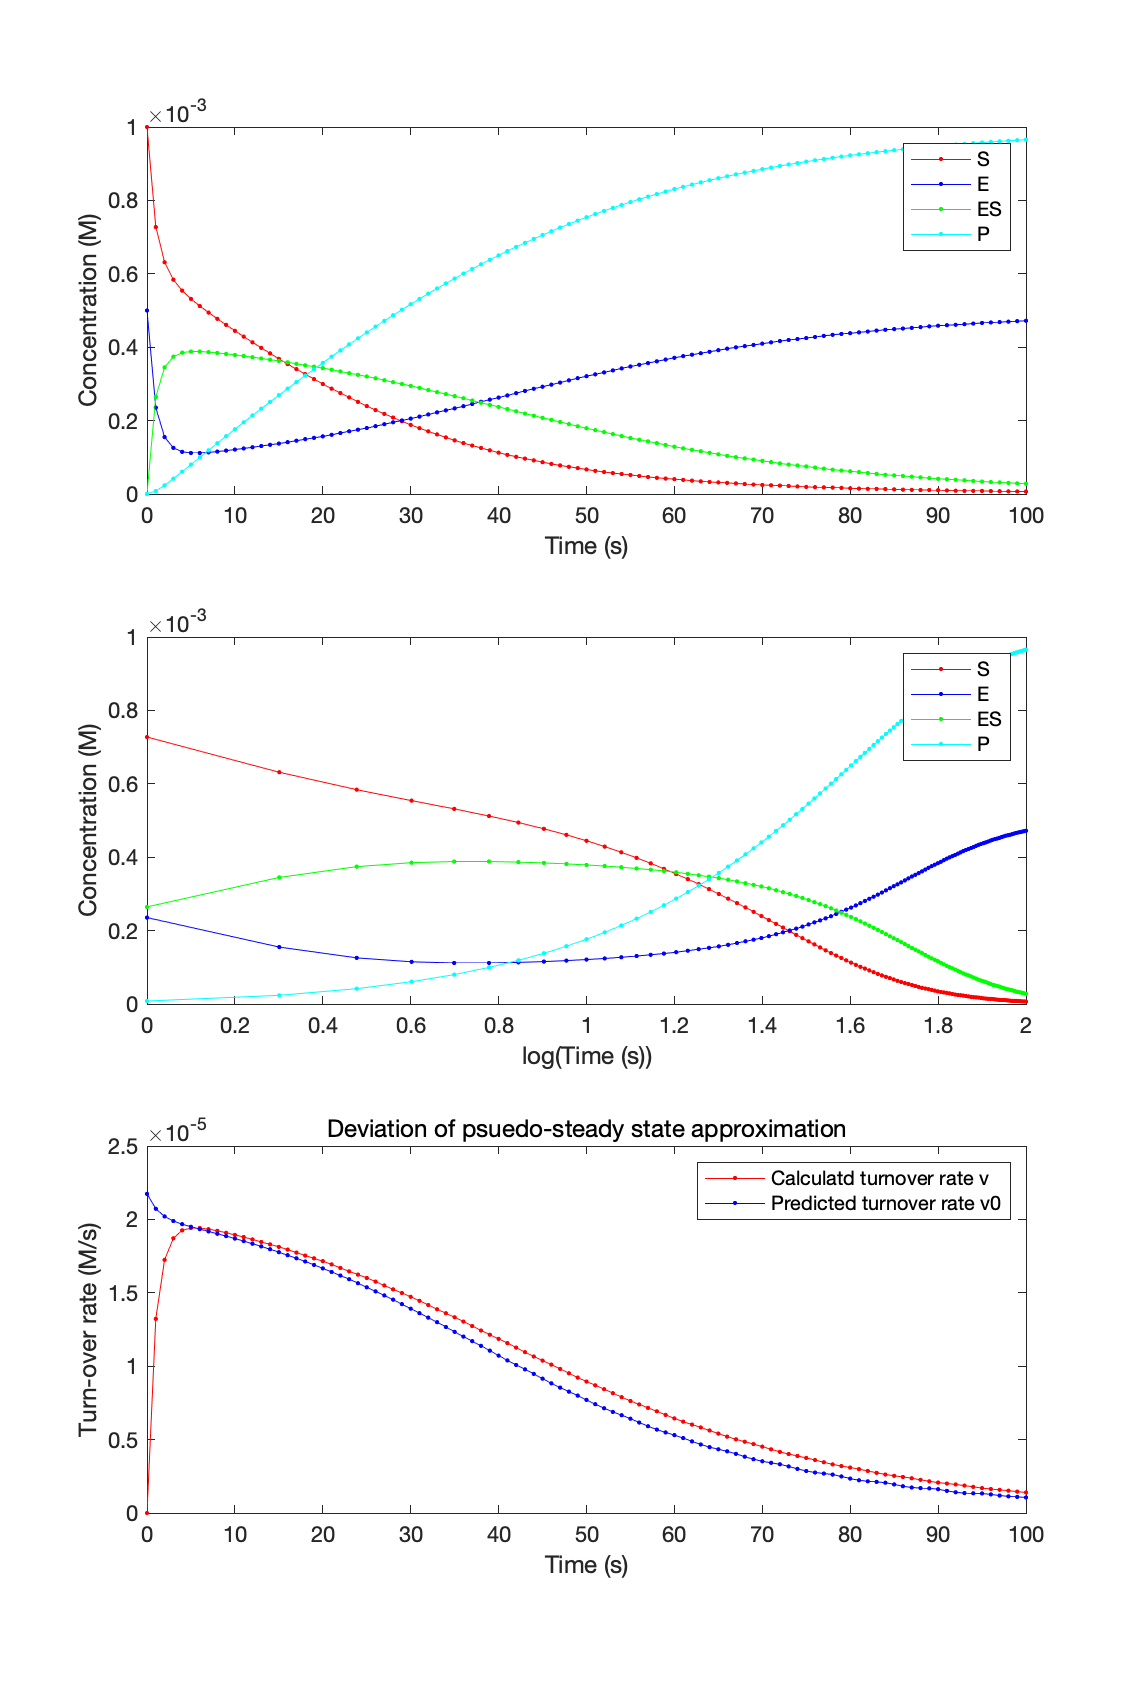 ×10-3
1
0.8
0.6
0.4
0.2
0
Concentration (M)
S
E
ES
P
0 10 20 30 40 50 60 70 80 90 100
Time (s)
×10-3
1
0.8
0.6
0.4
0.2
0
Concentration (M)
S
E
ES
P
0 0.2 0.4 0.6 0.8 1 1.2 1.4 1.6 1.8 2
log(Time (s))
Deviation of psuedo-steady state approximation
×10-5
2.5
2
1.5
1
0.5
0
Turn-over rate (M/s)
Calculatd turnover rate v
Predicted turnover rate v0
0 10 20 30 40 50 60 70 80 90 100
Time (s)